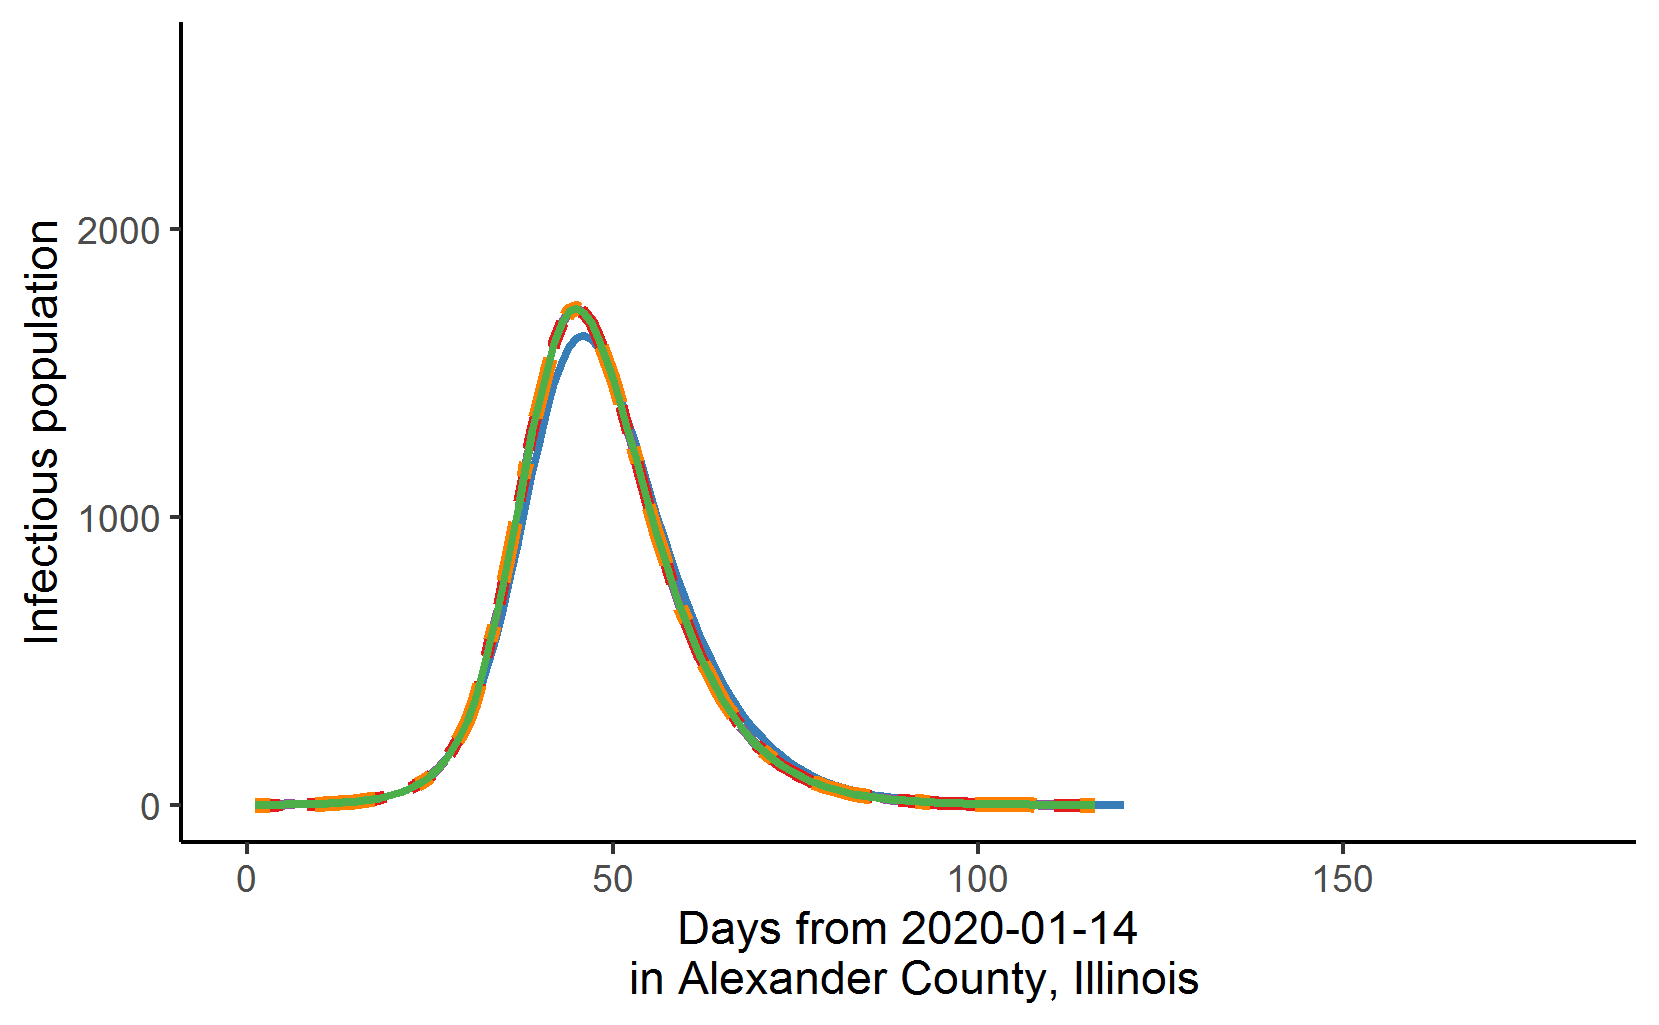 Infectious population
2000
1000
0
0
50
100
150
Days from 2020-01-14
in Alexander County, Illinois